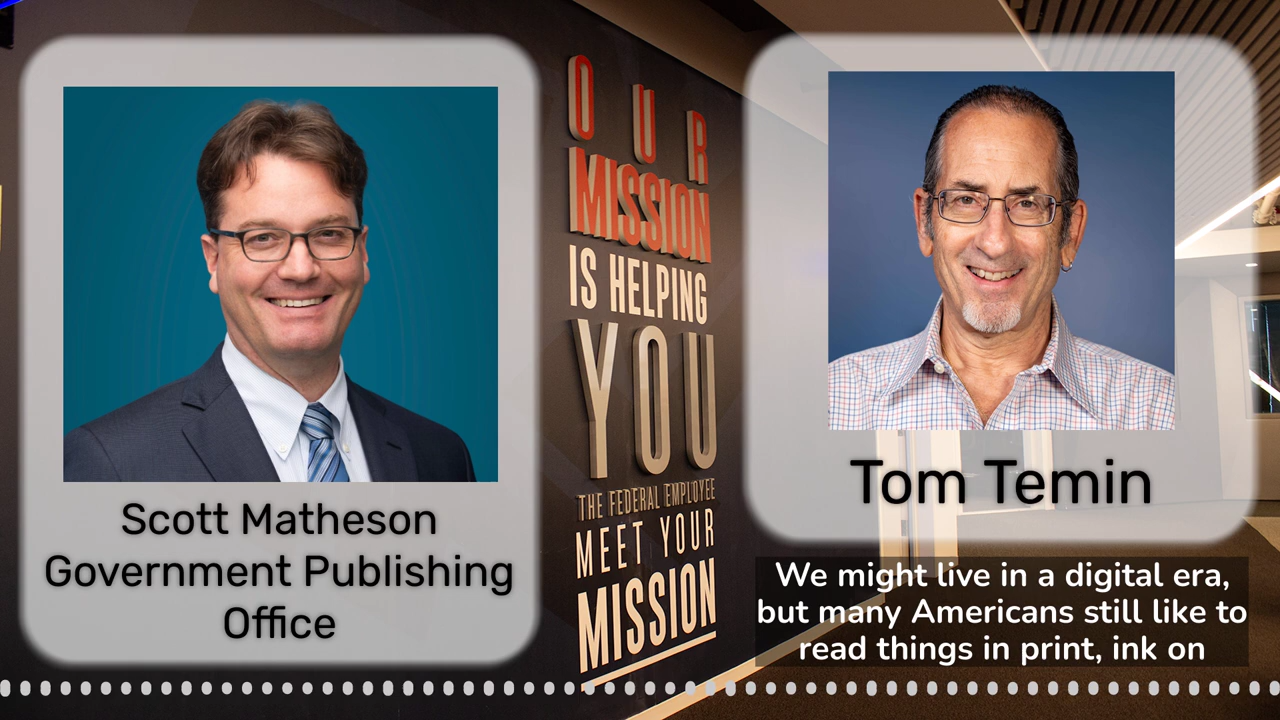 Scott Matheson
Government Publishing
Office
OUR
MISSION
IS HELPING
YOU
THE FEDERAL EMPLOYEE
MEET YOUR
MISSION
Tom Temin
We might live in a digital era,
but many Americans still like to
read things in print, ink on